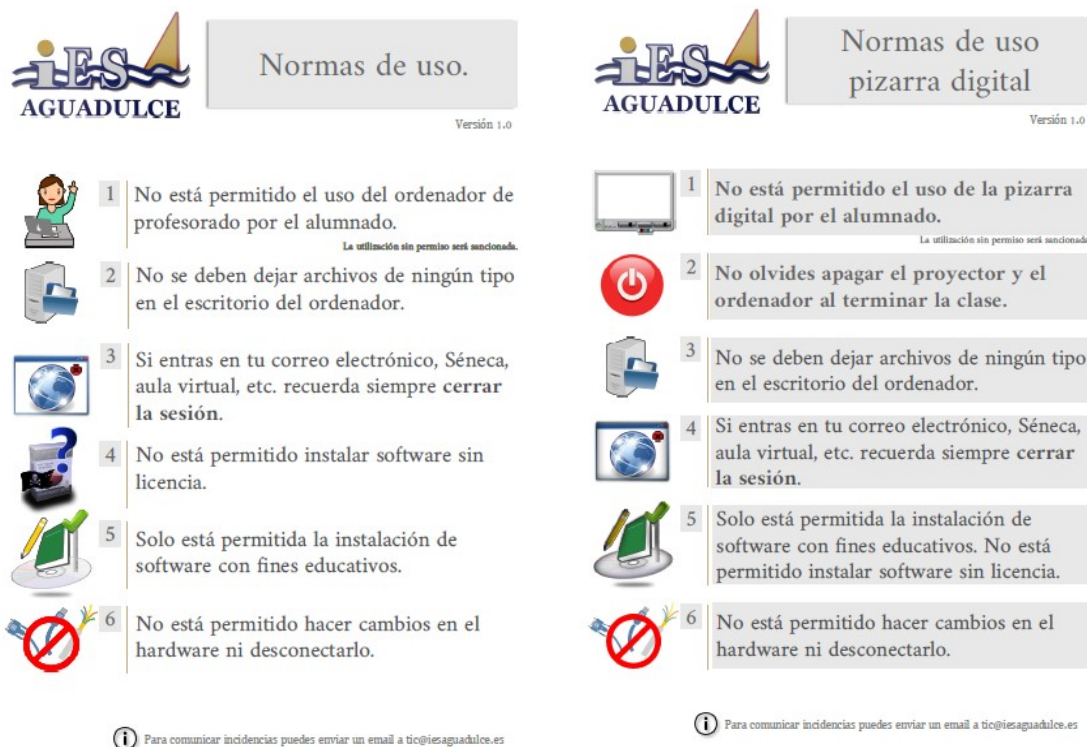 iES
AGUADULCE
Normas de uso.
Versión 1.0
1
No está permitido el uso del ordenador de
profesorado por el alumnado.
La utilización sin permiso será sancionada.
2
No se deben dejar archivos de ningún tipo
en el escritorio del ordenador.
3
Si entras en tu correo electrónico, Séneca,
aula virtual, etc. recuerda siempre cerrar
la sesión.
4
No está permitido instalar software sin
licencia.
5
Solo está permitida la instalación de
software con fines educativos.
6
No está permitido hacer cambios en el
hardware ni desconectarlo.
Para comunicar incidencias puedes enviar un email a tic@iesaguadulce.es
iES
AGUADULCE
Normas de uso
pizarra digital
Versión 1.0
1
No está permitido el uso de la pizarra
digital por el alumnado.
La utilización sin permiso será sancionada
2
No olvides apagar el proyector y el
ordenador al terminar la clase.
3
No se deben dejar archivos de ningún tipo
en el escritorio del ordenador.
4
Si entras en tu correo electrónico, Séneca,
aula virtual, etc. recuerda siempre cerrar
la sesión.
5
Solo está permitida la instalación de
software con fines educativos. No está
permitido instalar software sin licencia.
6
No está permitido hacer cambios en el
hardware ni desconectarlo.
Para comunicar incidencias puedes enviar un email a tic@iesaguadulce.es